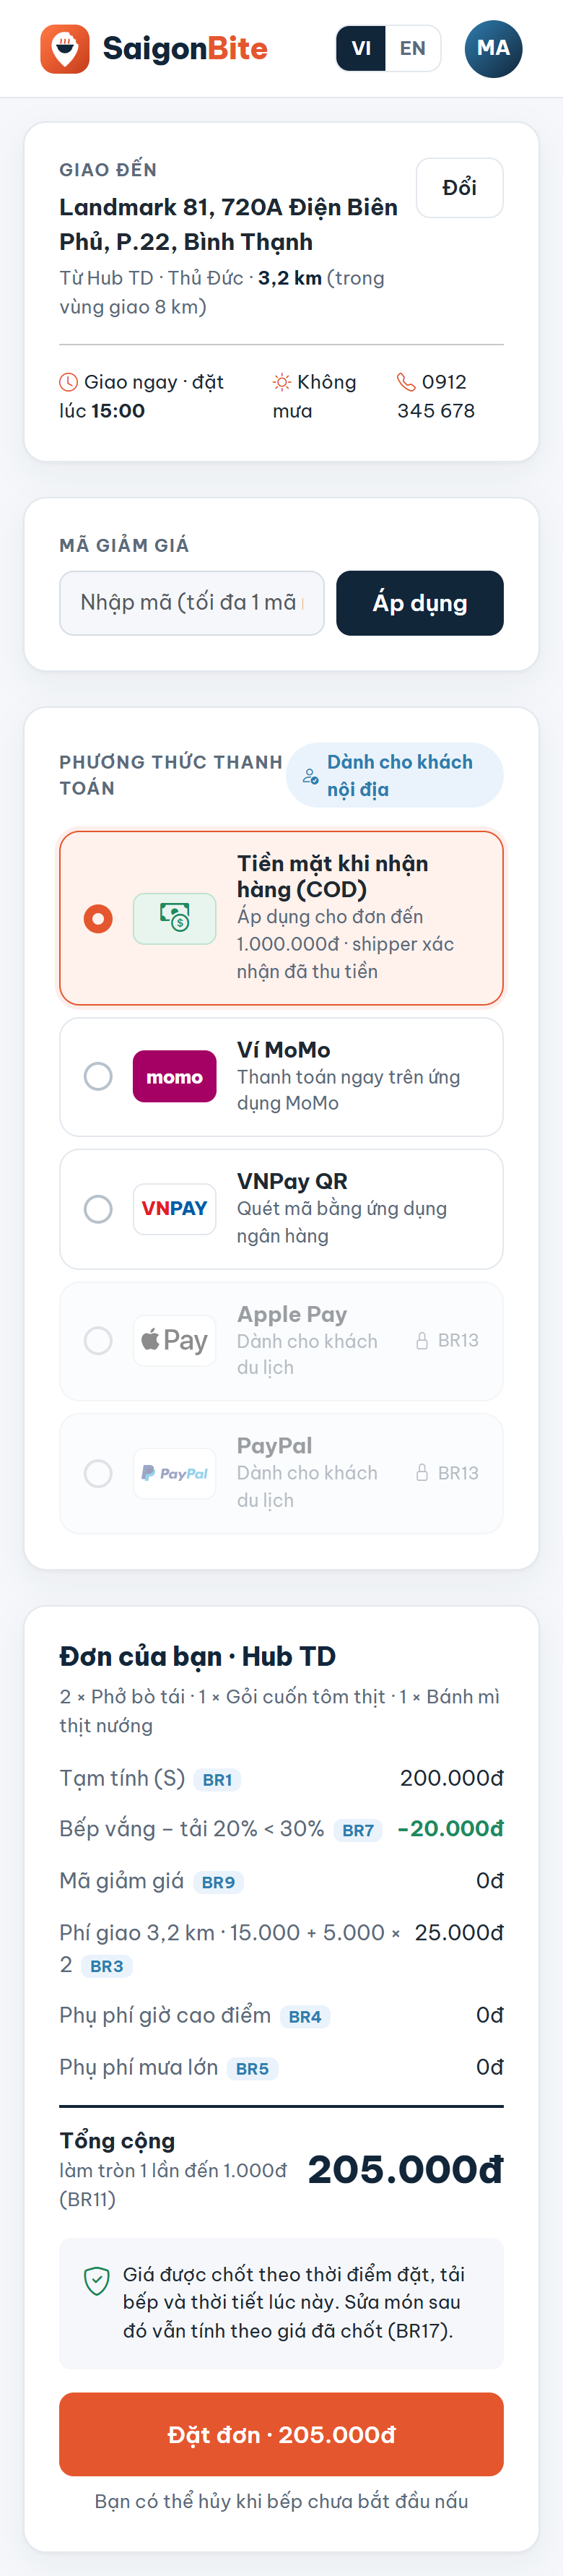 SaigonBite
VI EN MA
GIAO ĐẾN
Đổi
Landmark 81, 720A Điện Biên
Phủ, P.22, Bình Thạnh
Từ Hub TD · Thủ Đức · 3,2 km (trong
vùng giao 8 km)
Giao ngay · đặt
lúc 15:00
Không
mưa
0912
345 678
MÃ GIẢM GIÁ
Nhập mã (tối đa 1 mã
Áp dụng
PHƯƠNG THỨC THANH
TOÁN
Dành cho khách
nội địa
Tiền mặt khi nhận
hàng (COD)
Áp dụng cho đơn đến
1.000.000đ · shipper xác
nhận đã thu tiền
momo
Ví MoMo
Thanh toán ngay trên ứng
dụng MoMo
VNPAY
VNPay QR
Quét mã bằng ứng dụng
ngân hàng
Pay
Apple Pay
Dành cho khách
du lịch
BR13
PayPal
PayPal
Dành cho khách
du lịch
BR13
Đơn của bạn · Hub TD
2 × Phở bò tái · 1 × Gỏi cuốn tôm thịt · 1 × Bánh mì
thịt nướng
Tạm tính (S) BR1 200.000đ
Bếp vắng – tải 20% < 30% BR7 −20.000đ
Mã giảm giá BR9 0đ
Phí giao 3,2 km · 15.000 + 5.000 × 25.000đ
2 BR3
Phụ phí giờ cao điểm BR4 0đ
Phụ phí mưa lớn BR5 0đ
Tổng cộng
làm tròn 1 lần đến 1.000đ
(BR11)
205.000đ
Giá được chốt theo thời điểm đặt, tải
bếp và thời tiết lúc này. Sửa món sau
đó vẫn tính theo giá đã chốt (BR17).
Đặt đơn · 205.000đ
Bạn có thể hủy khi bếp chưa bắt đầu nấu